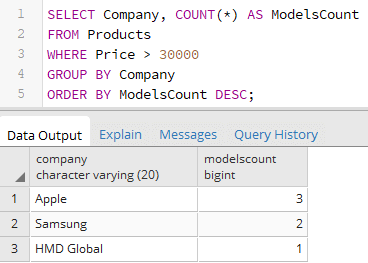 1 SELECT Company, COUNT(*) AS ModelsCount
2 FROM Products
3 WHERE Price > 30000
4 GROUP BY Company
5 ORDER BY ModelsCount DESC;
Data Output Explain Messages Query History
company modelscount
character varying (20) bigint
1 Apple 3
2 Samsung 2
3 HMD Global 1